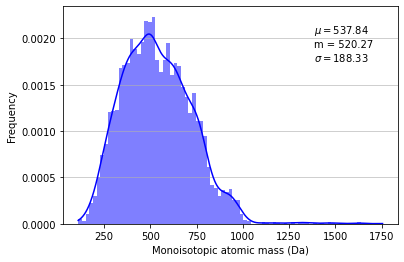 μ = 537.84
m = 520.27
σ = 188.33
0.0020
0.0015
0.0010
0.0005
0.0000
Frequency
250 500 750 1000 1250 1500 1750
Monoisotopic atomic mass (Da)